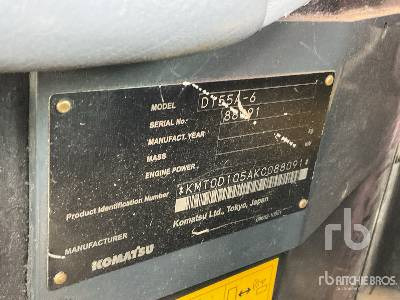 MODEL D155A-6
SERIAL No. 88091
MANUFACT. YEAR
MASS
ENGINE POWER
*KMT0D105AKC088091*
Product Identification Number
Komatsu Ltd., Tokyo, Japan
MANUFACTURER
KOMATSU
rb
RITCHIE BROS